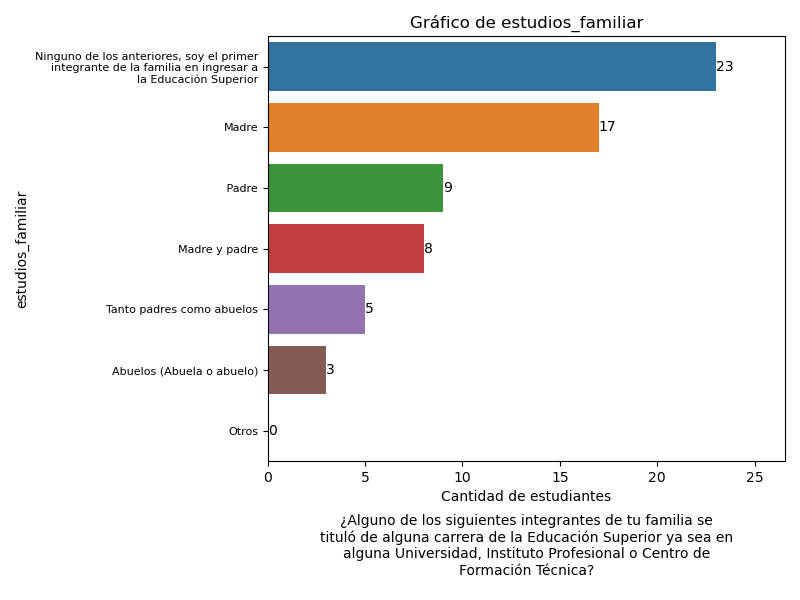 Gráfico de estudios_familiar
Ninguno de los anteriores, soy el primer
integrante de la familia en ingresar a
la Educación Superior
23
Madre
17
Padre
9
Madre y padre
8
Tanto padres como abuelos
5
Abuelos (Abuela o abuelo)
3
Otros
0
estudios_familiar
0 5 10 15 20 25
Cantidad de estudiantes
¿Alguno de los siguientes integrantes de tu familia se
tituló de alguna carrera de la Educación Superior ya sea en
alguna Universidad, Instituto Profesional o Centro de
Formación Técnica?